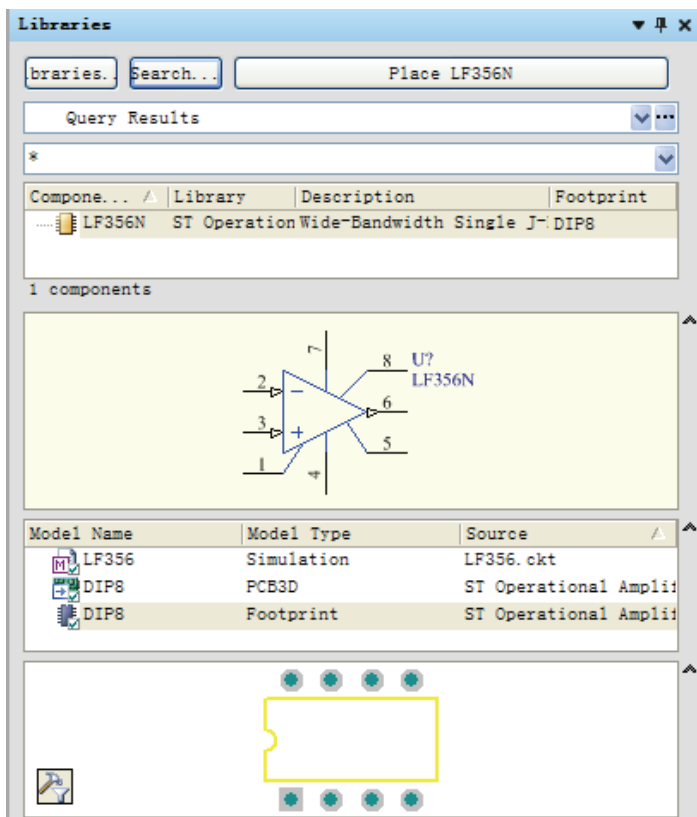 Libraries
braries. Search... Place LF356N
Query Results
*
Compone... Library Description Footprint
LF356N ST Operation Wide-Bandwidth Single J- DIP8
1 components
7
8 U?
LF356N
2 −
6
3 +
5
1
4
Model Name Model Type Source
LF356 Simulation LF356.ckt
DIP8 PCB3D ST Operational Amplif
DIP8 Footprint ST Operational Amplif